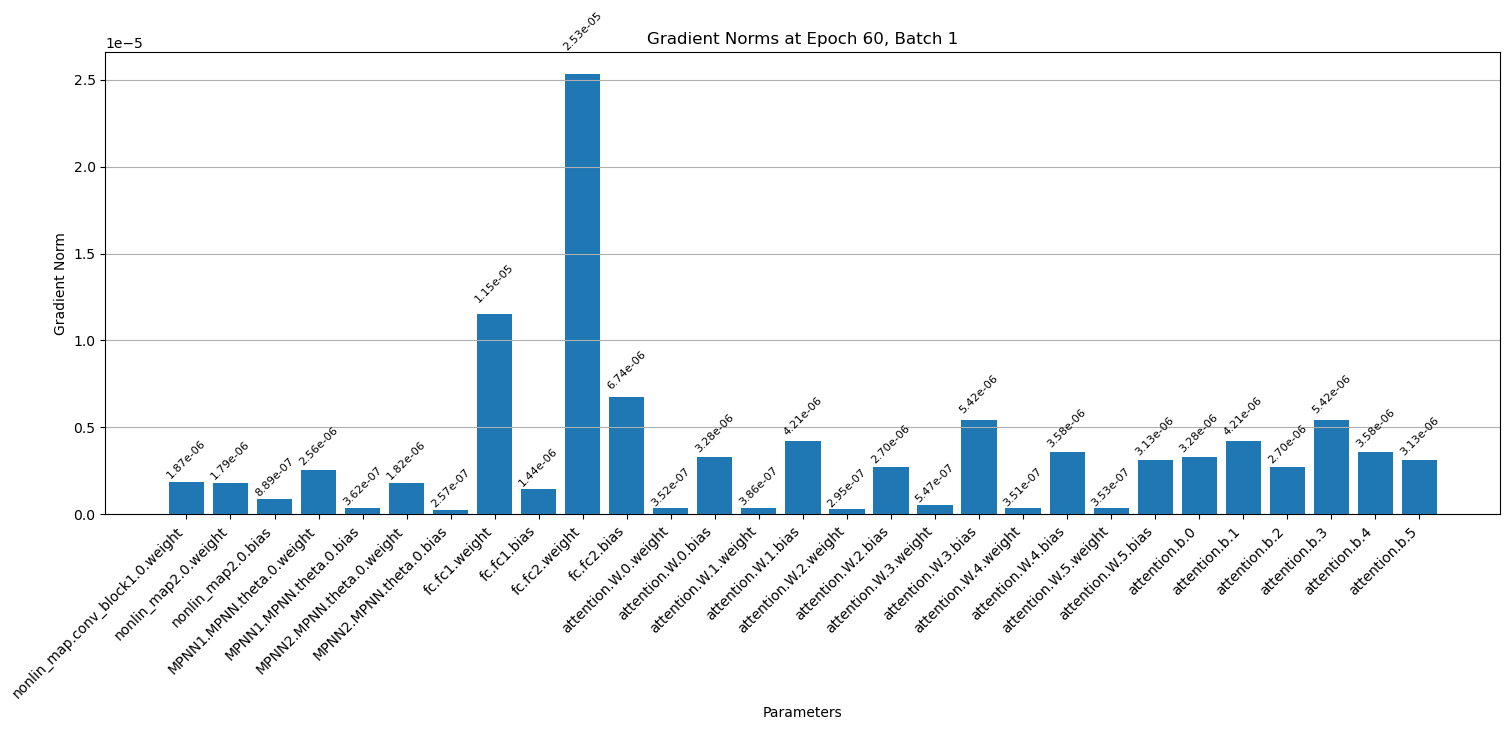 Gradient Norms at Epoch 60, Batch 1
1e−5
Gradient Norm
2.5
2.0
1.5
1.0
0.5
0.0
1.87e-06
1.79e-06
8.89e-07
2.56e-06
3.62e-07
1.82e-06
2.57e-07
1.15e-05
1.44e-06
2.53e-05
6.74e-06
3.52e-07
3.28e-06
3.86e-07
4.21e-06
2.95e-07
2.70e-06
5.47e-07
5.42e-06
3.51e-07
3.58e-06
3.53e-07
3.13e-06
3.28e-06
4.21e-06
2.70e-06
5.42e-06
3.58e-06
3.13e-06
nonlin_map.conv_block1.0.weight
nonlin_map2.0.weight
nonlin_map2.0.bias
MPNN1.MPNN.theta.0.weight
MPNN1.MPNN.theta.0.bias
MPNN2.MPNN.theta.0.weight
MPNN2.MPNN.theta.0.bias
fc.fc1.weight
fc.fc1.bias
fc.fc2.weight
fc.fc2.bias
attention.W.0.weight
attention.W.0.bias
attention.W.1.weight
attention.W.1.bias
attention.W.2.weight
attention.W.2.bias
attention.W.3.weight
attention.W.3.bias
attention.W.4.weight
attention.W.4.bias
attention.W.5.weight
attention.W.5.bias
attention.b.0
attention.b.1
attention.b.2
attention.b.3
attention.b.4
attention.b.5
Parameters